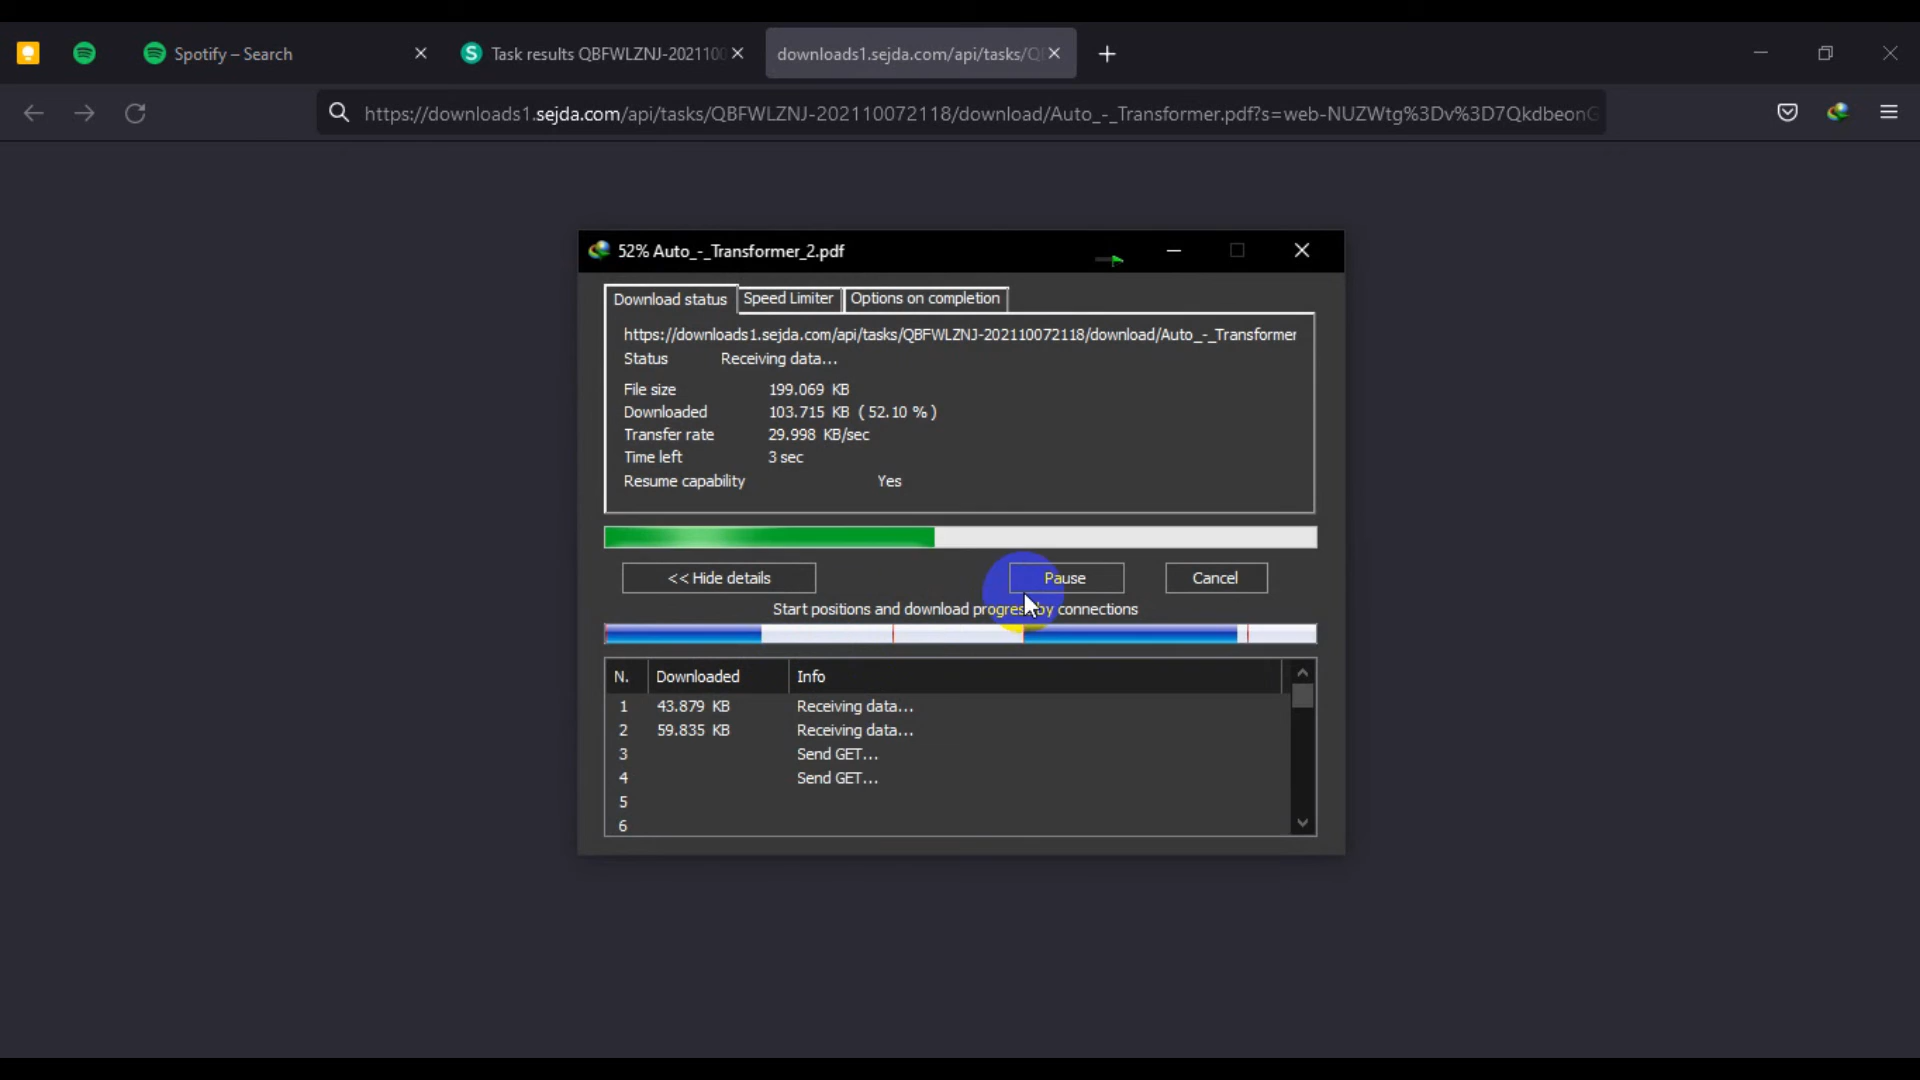 Spotify – Search
Task results QBFWLZNJ-2021100
downloads1.sejda.com/api/tasks/Q
https://downloads1.sejda.com/api/tasks/QBFWLZNJ-202110072118/download/Auto_-_Transformer.pdf?s=web-NUZWtg%3Dv%3D7QkdbeonG
52% Auto_-_Transformer_2.pdf
Download status Speed Limiter Options on completion
https://downloads1.sejda.com/api/tasks/QBFWLZNJ-202110072118/download/Auto_-_Transformer
Status Receiving data...
File size 199.069 KB
Downloaded 103.715 KB ( 52.10 % )
Transfer rate 29.998 KB/sec
Time left 3 sec
Resume capability Yes
<< Hide details Pause Cancel
Start positions and download progress by connections
N. Downloaded Info
1 43.879 KB Receiving data...
2 59.835 KB Receiving data...
3 Send GET...
4 Send GET...
5
6